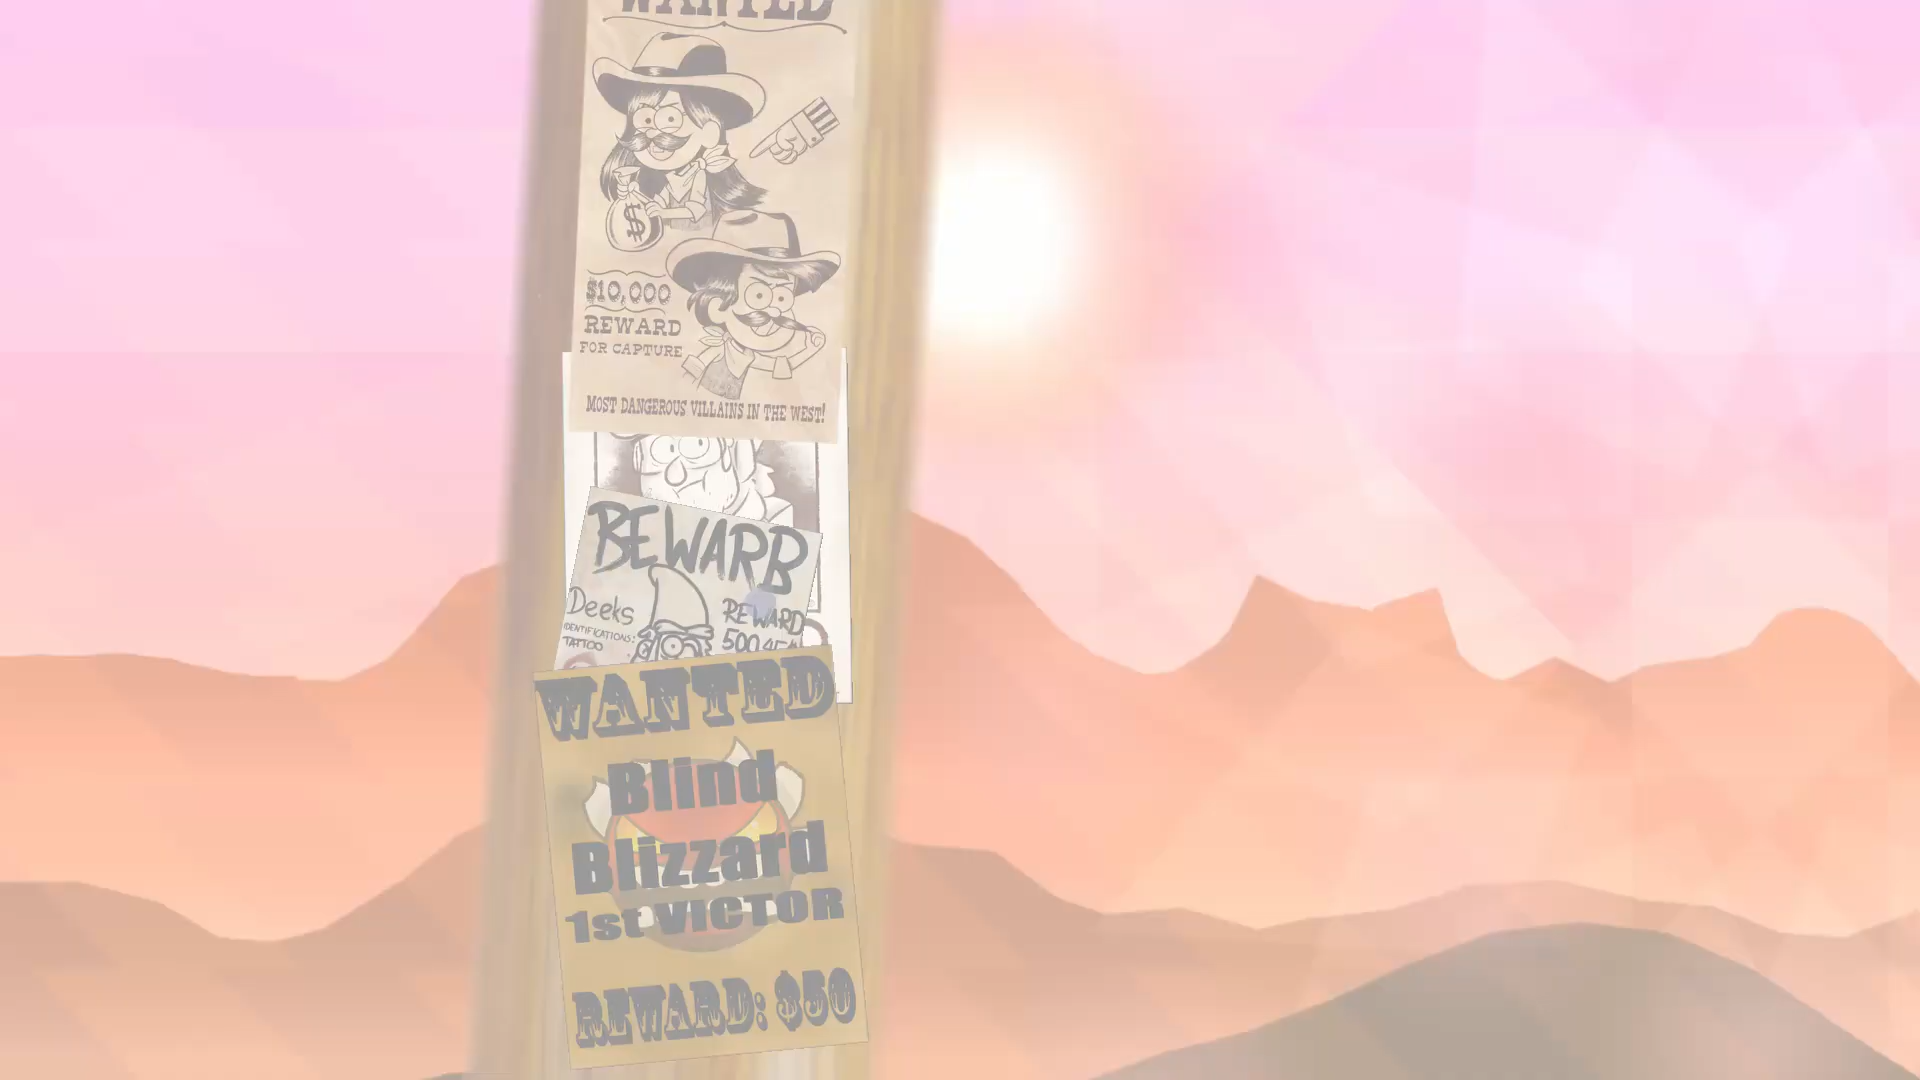 WANTED
$10,000
REWARD
FOR CAPTURE
MOST DANGEROUS VILLAINS IN THE WEST!
BEWARB
Deeks
IDENTIFICATIONS:
TATTOO
REWARD
WANTED
Blind
Blizzard
1st VICTOR
REWARD: $50